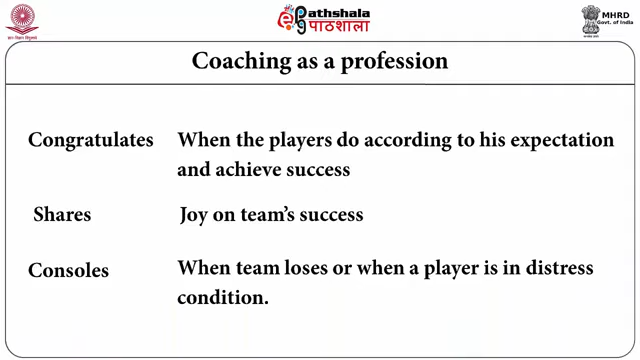 ePathshala
पाठशाला
MHRD
Govt. of India
Coaching as a profession
Congratulates When the players do according to his expectation
and achieve success
Shares Joy on team's success
Consoles When team loses or when a player is in distress
condition.